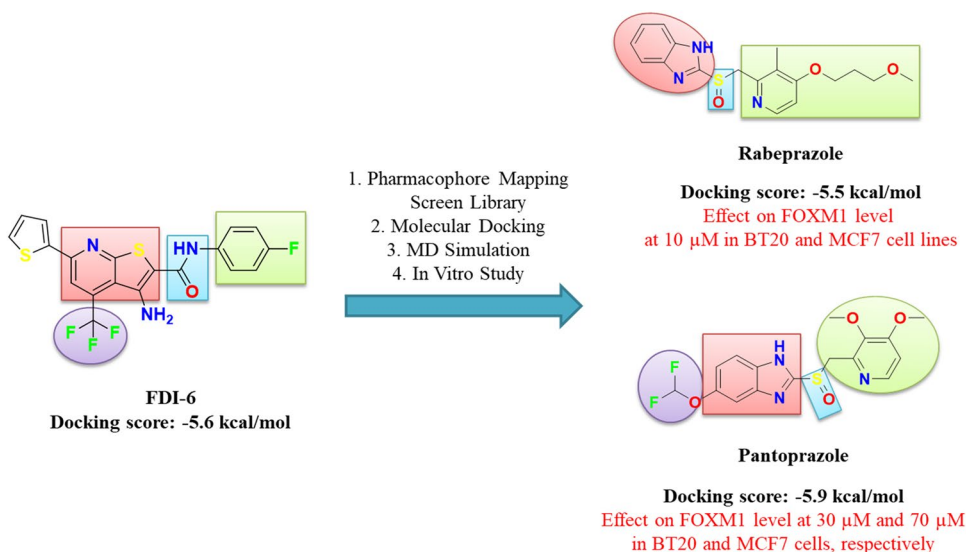 NH
N
S
O
N
O
O
Rabeprazole
Docking score: -5.5 kcal/mol
Effect on FOXM1 level
at 10 µM in BT20 and MCF7 cell lines
1. Pharmacophore Mapping
Screen Library
2. Molecular Docking
3. MD Simulation
4. In Vitro Study
S
N
S
NH
O
F
NH2
F
F
F
FDI-6
Docking score: -5.6 kcal/mol
O
O
N
H
N
N
S
O
F
F
O
Pantoprazole
Docking score: -5.9 kcal/mol
Effect on FOXM1 level at 30 µM and 70 µM
in BT20 and MCF7 cells, respectively